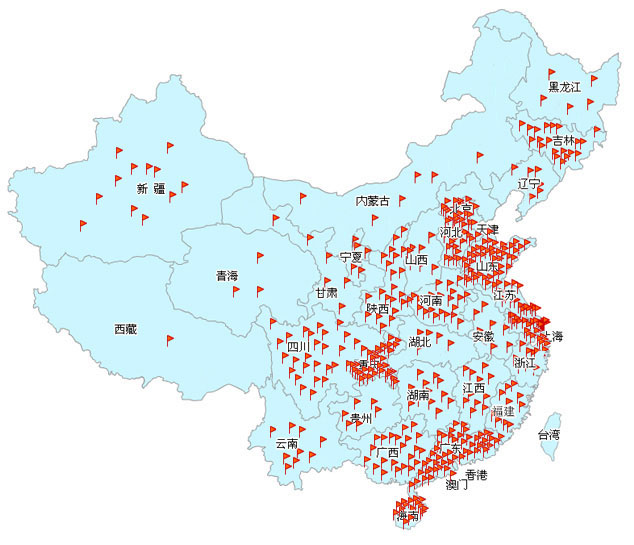 黑龙江
吉林
辽宁
新 疆
内蒙古
北京
天津
河北
山西
宁夏
山东
青海
甘肃
陕西
河南
江苏
西藏
四川
湖北
安徽
上海
重庆
浙江
湖南
江西
贵州
福建
云南
广西
广东
台湾
香港
澳门
海南